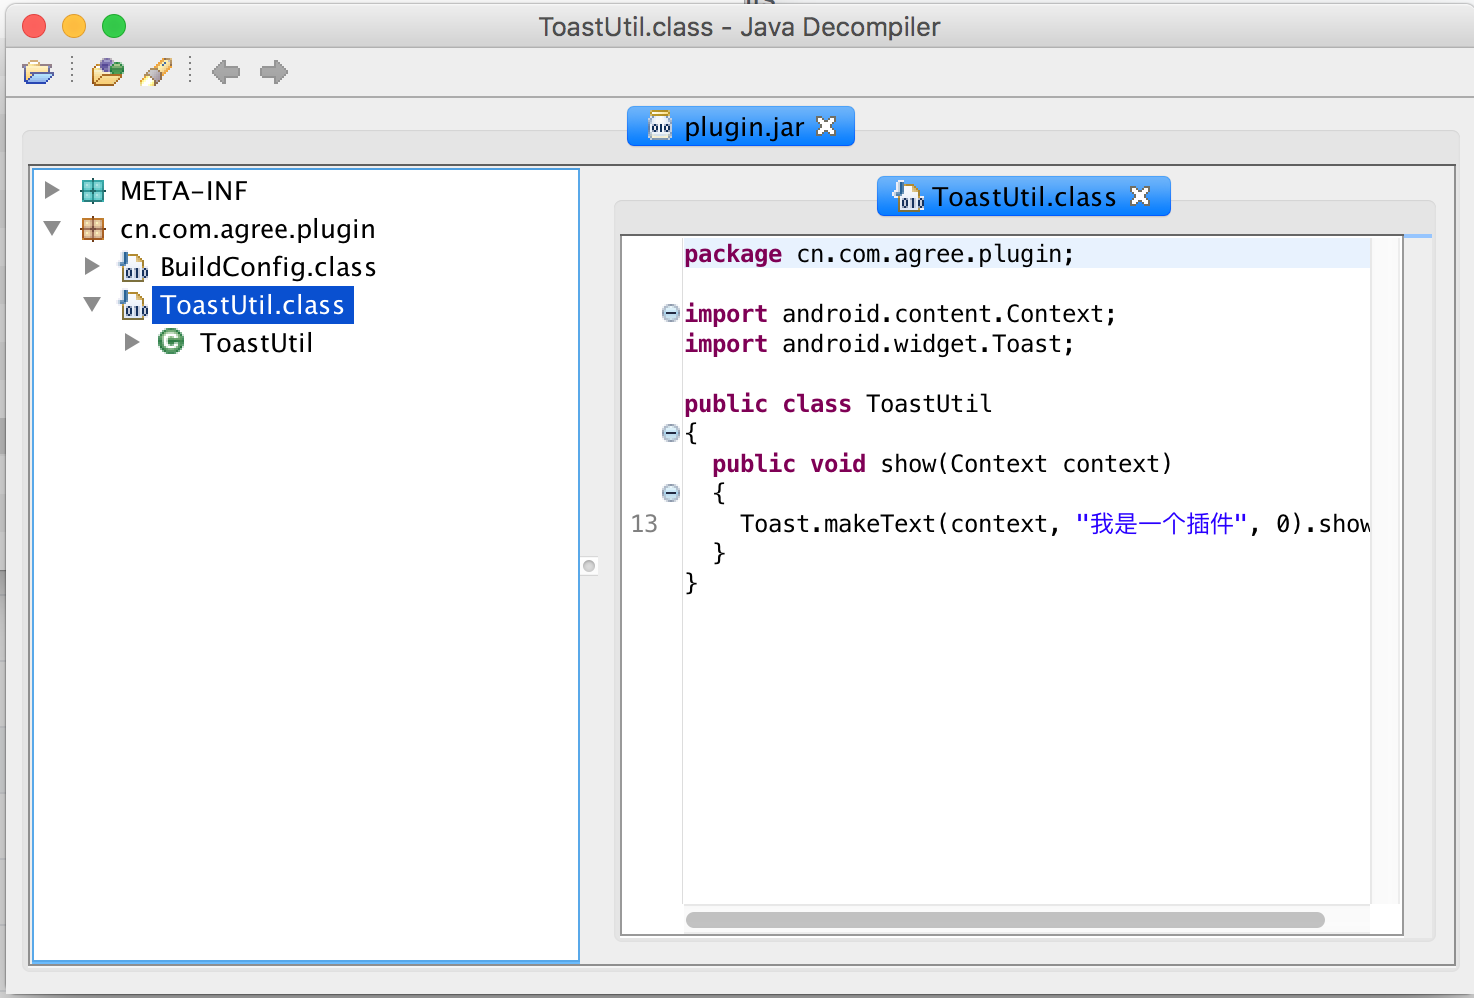 ToastUtil.class - Java Decompiler
plugin.jar
META-INF
cn.com.agree.plugin
BuildConfig.class
ToastUtil.class
ToastUtil
ToastUtil.class
package cn.com.agree.plugin;
import android.content.Context;
import android.widget.Toast;
public class ToastUtil
{
public void show(Context context)
{
13 Toast.makeText(context, "我是一个插件", 0).show
}
}